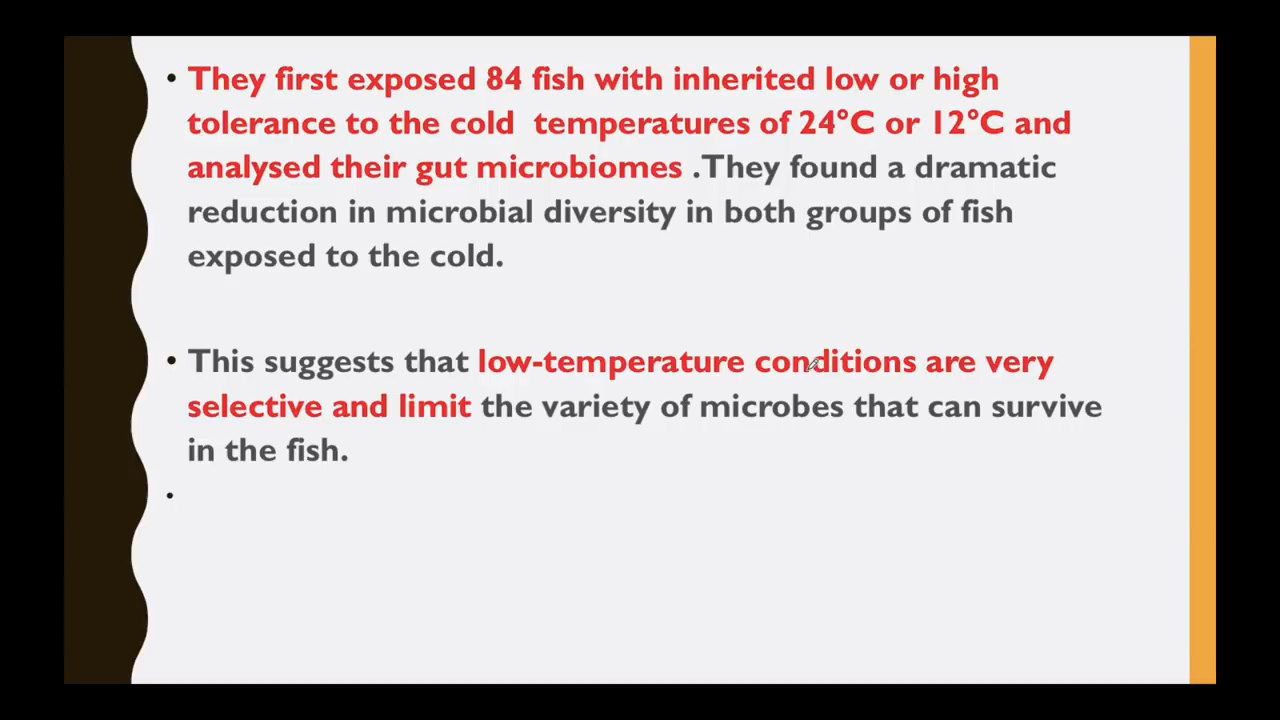 • They first exposed 84 fish with inherited low or high
tolerance to the cold  temperatures of 24°C or 12°C and
analysed their gut microbiomes .They found a dramatic
reduction in microbial diversity in both groups of fish
exposed to the cold.
• This suggests that low-temperature conditions are very
selective and limit the variety of microbes that can survive
in the fish.
•